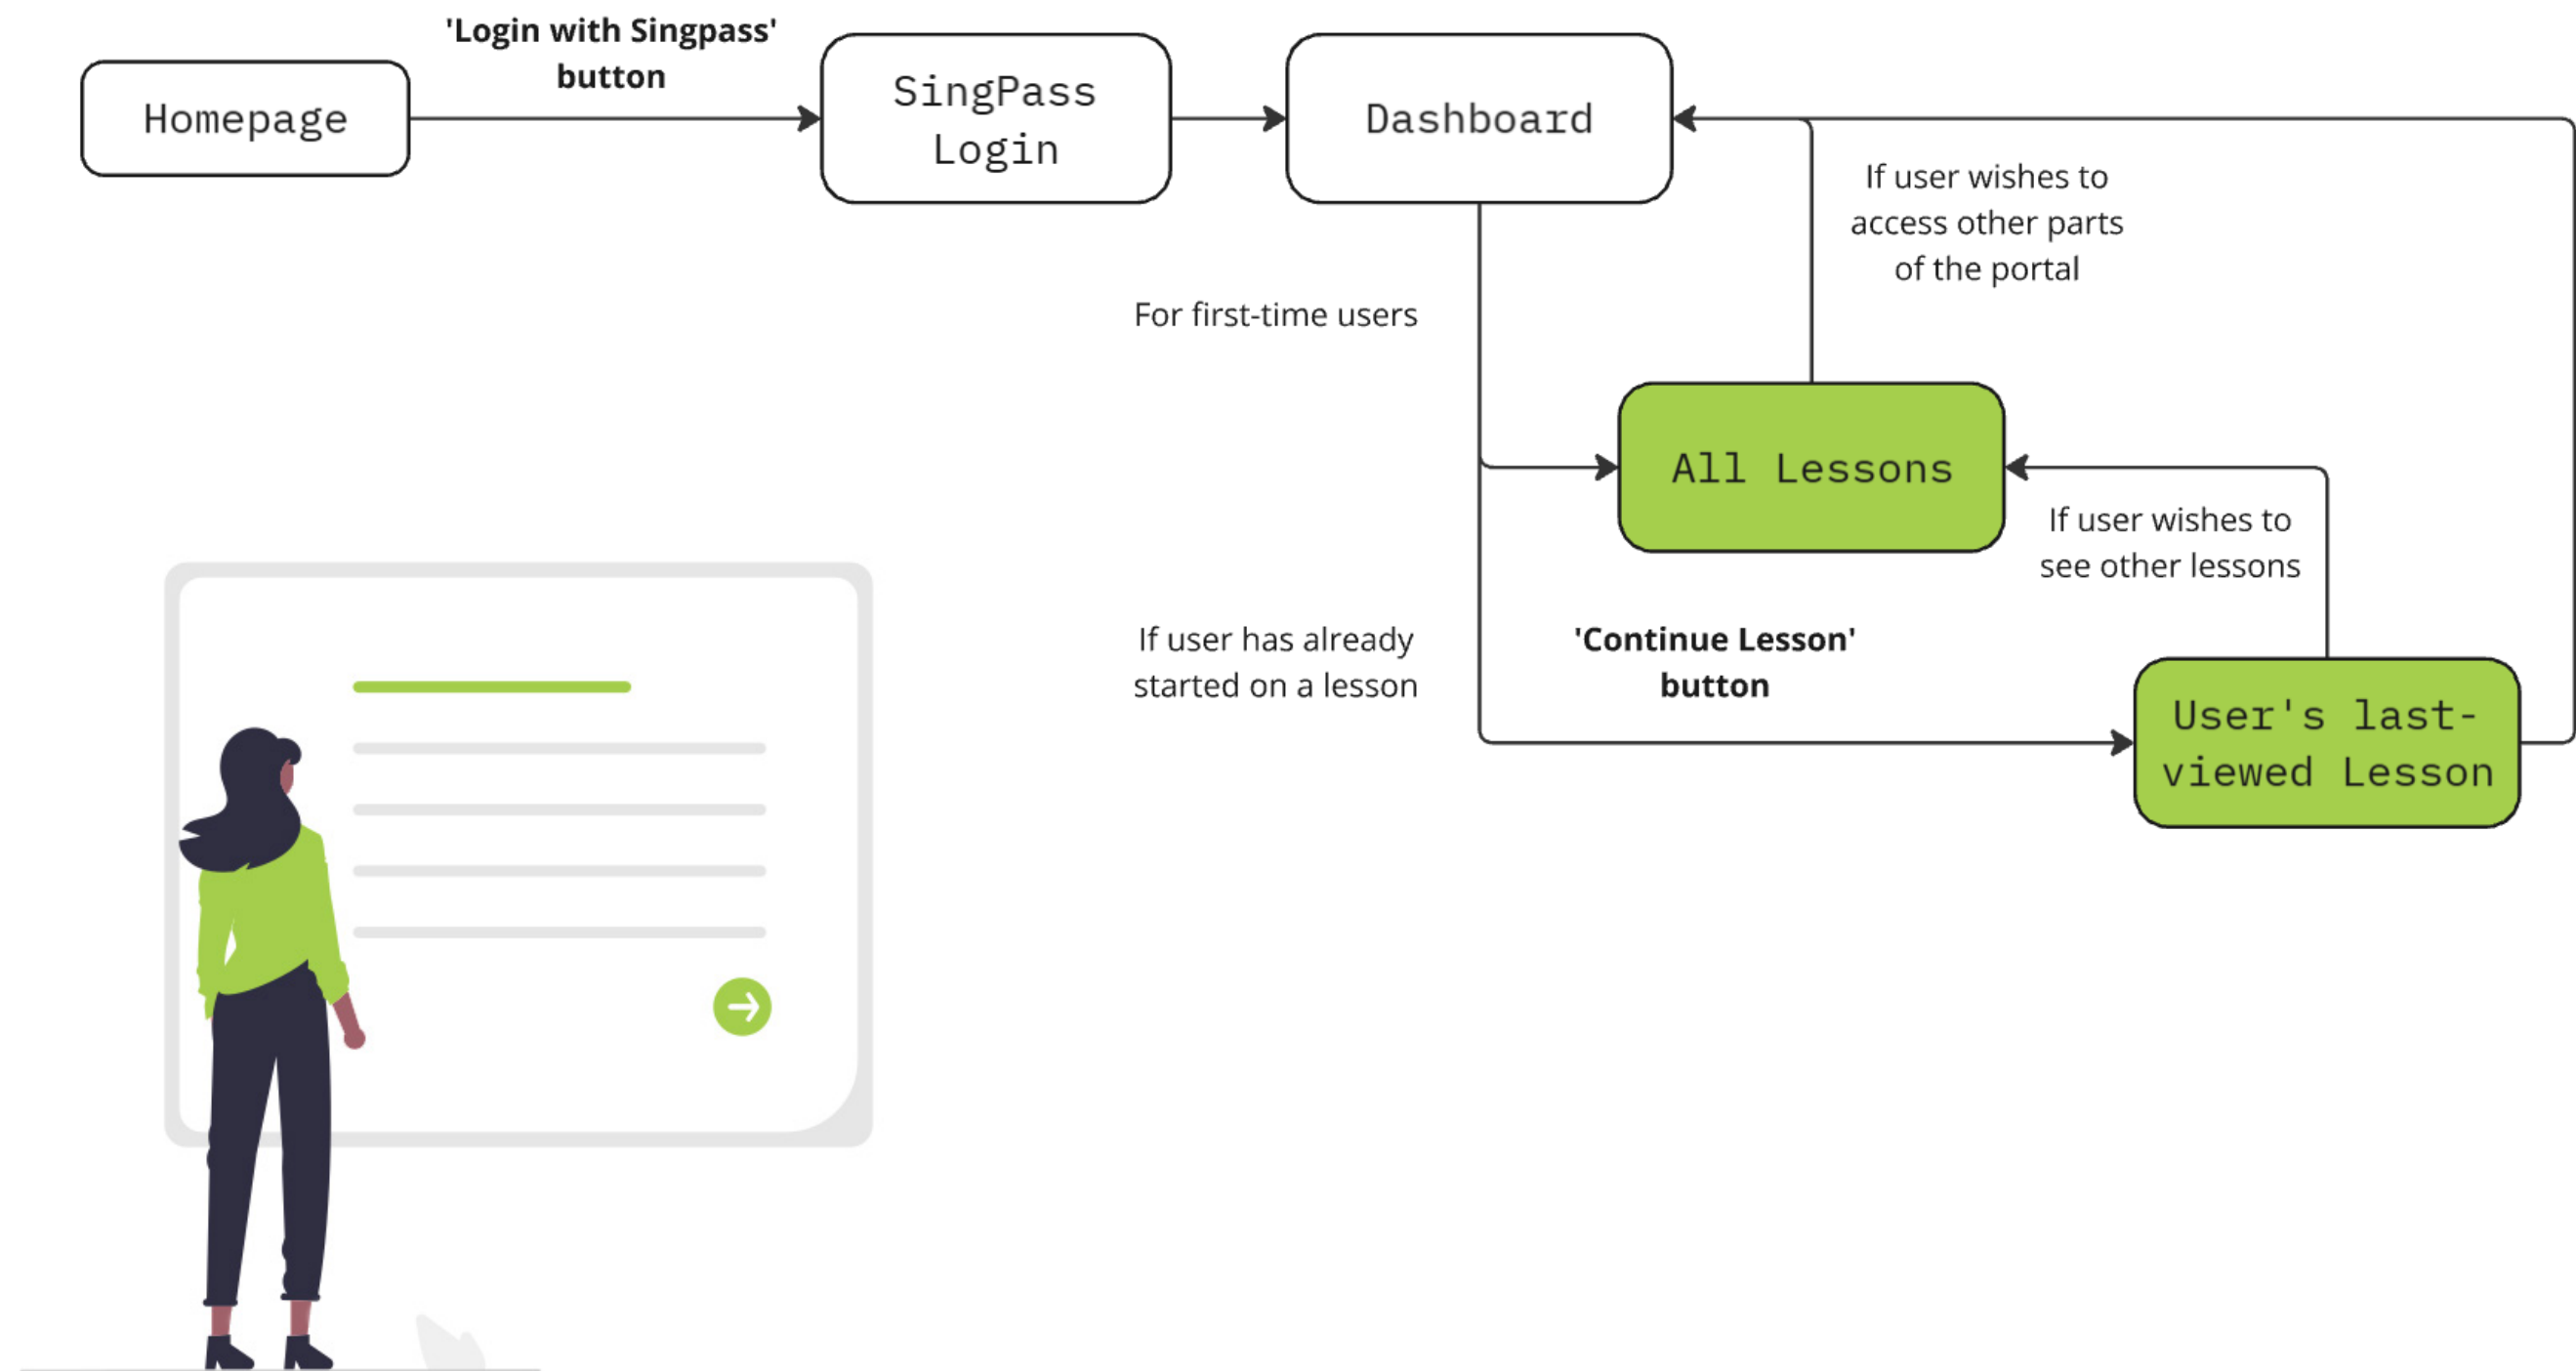 'Login with Singpass'
button
Homepage
SingPass
Login
Dashboard
If user wishes to
access other parts
of the portal
For first-time users
All Lessons
If user wishes to
see other lessons
If user has already
started on a lesson
'Continue Lesson'
button
User's last-
viewed Lesson